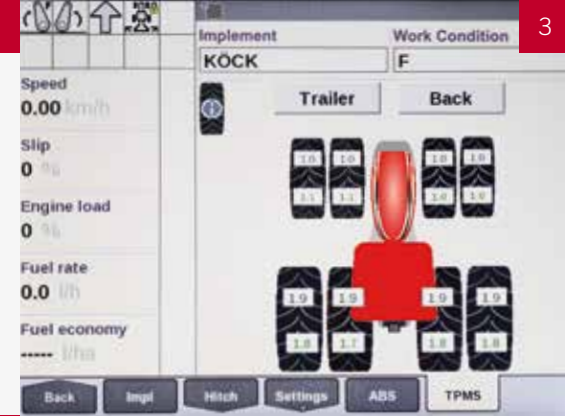 3
Implement
Work Condition
KÖCK
F
Speed
0.00 km/h
Trailer
Back
Slip
0 %
1.0 1.0 1.0 1.0
1.1 1.1 1.0 1.0
Engine load
0 %
Fuel rate
0.0 l/h
1.9 1.9 1.9 1.9
Fuel economy
----- l/ha
1.8 1.7 1.8 1.8
Back
Impl
Hitch
Settings
ABS
TPMS